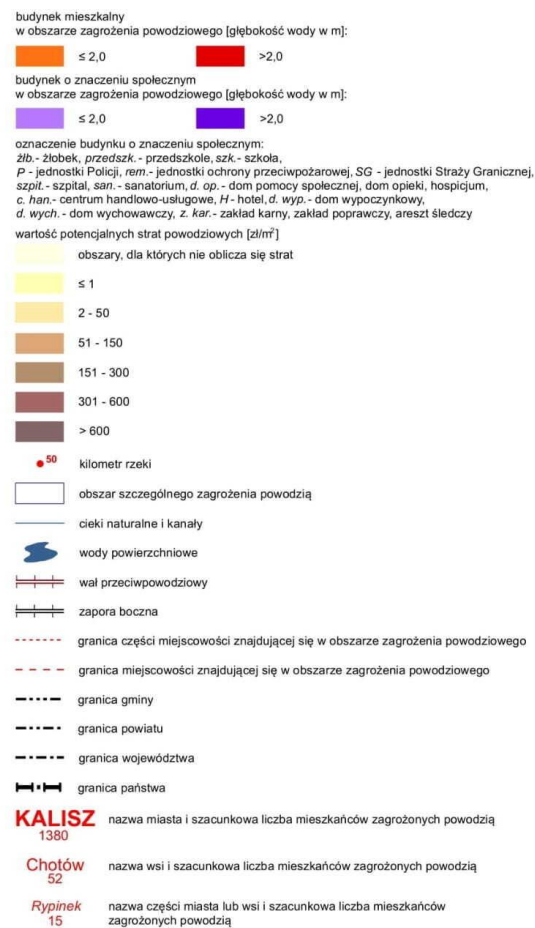 budynek mieszkalny
w obszarze zagrożenia powodziowego [głębokość wody w m]:
≤ 2,0 >2,0
budynek o znaczeniu społecznym
w obszarze zagrożenia powodziowego [głębokość wody w m]:
≤ 2,0 >2,0
oznaczenie budynku o znaczeniu społecznym:
żłb.- żłobek, przedszk.- przedszkole, szk.- szkoła,
P - jednostki Policji, rem.- jednostki ochrony przeciwpożarowej, SG - jednostki Straży Granicznej,
szpit.- szpital, san.- sanatorium, d. op.- dom pomocy społecznej, dom opieki, hospicjum,
c. han.- centrum handlowo-usługowe, H - hotel, d. wyp.- dom wypoczynkowy,
d. wych.- dom wychowawczy, z. kar.- zakład karny, zakład poprawczy, areszt śledczy
wartość potencjalnych strat powodziowych [zł/m²]
obszary, dla których nie oblicza się strat
≤ 1
2 - 50
51 - 150
151 - 300
301 - 600
> 600
50 kilometr rzeki
obszar szczególnego zagrożenia powodzią
cieki naturalne i kanały
wody powierzchniowe
wał przeciwpowodziowy
zapora boczna
granica części miejscowości znajdującej się w obszarze zagrożenia powodziowego
granica miejscowości znajdującej się w obszarze zagrożenia powodziowego
granica gminy
granica powiatu
granica województwa
granica państwa
KALISZ nazwa miasta i szacunkowa liczba mieszkańców zagrożonych powodzią
1380
Chotów nazwa wsi i szacunkowa liczba mieszkańców zagrożonych powodzią
52
Rypinek nazwa części miasta lub wsi i szacunkowa liczba mieszkańców
15 zagrożonych powodzią